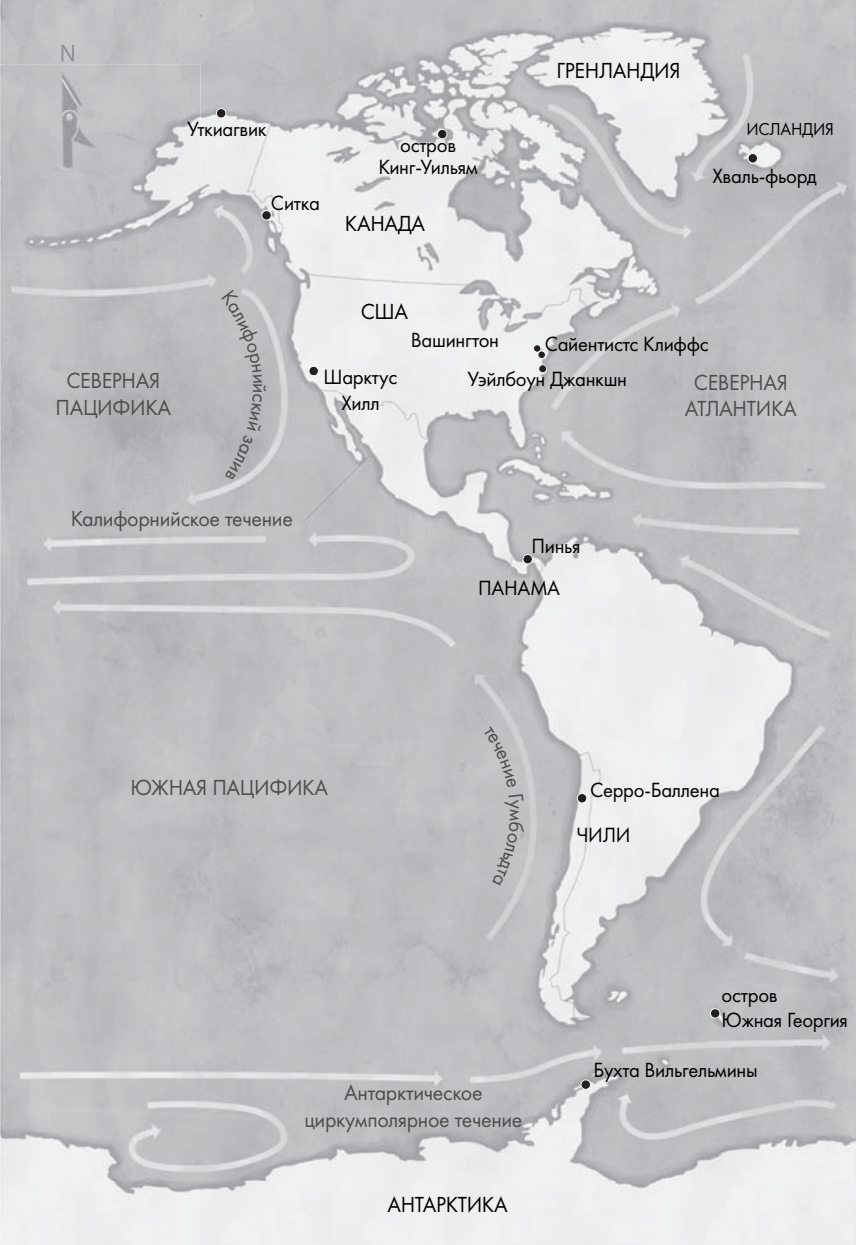 N
ГРЕНЛАНДИЯ
Уткиагвик
ИСЛАНДИЯ
остров
Кинг-Уильям
Хваль-фьорд
Ситка
КАНАДА
США
Вашингтон
Сайентистс Клиффс
Шарктус
Хилл
Уэйлбоун Джанкшн
СЕВЕРНАЯ
ПАЦИФИКА
Калифорнийский залив
СЕВЕРНАЯ
АТЛАНТИКА
Калифорнийское течение
Пинья
ПАНАМА
ЮЖНАЯ ПАЦИФИКА
течение Гумбольдта
Серро-Баллена
ЧИЛИ
остров
Южная Георгия
Бухта Вильгельмины
Антарктическое
циркумполярное течение
АНТАРКТИКА